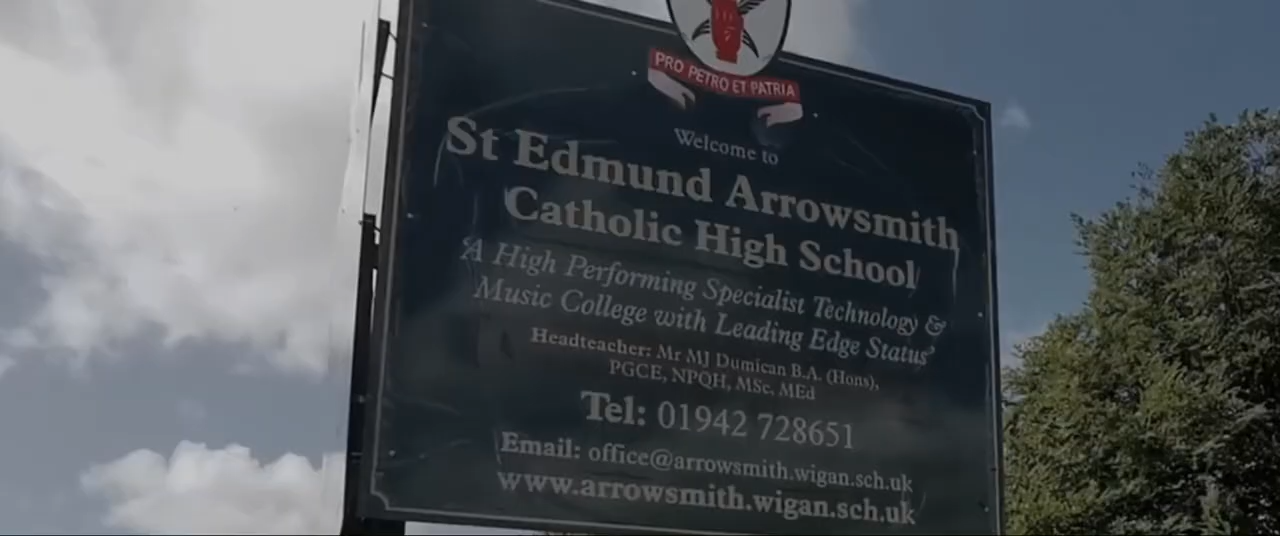 PRO PETRO ET PATRIA
Welcome to
St Edmund Arrowsmith
Catholic High School
'A High Performing Specialist Technology &
Music College with Leading Edge Status'
Headteacher: Mr MJ Dumican B.A. (Hons),
PGCE, NPQH, MSc, MEd
Tel: 01942 728651
Email: office@arrowsmith.wigan.sch.uk
www.arrowsmith.wigan.sch.uk